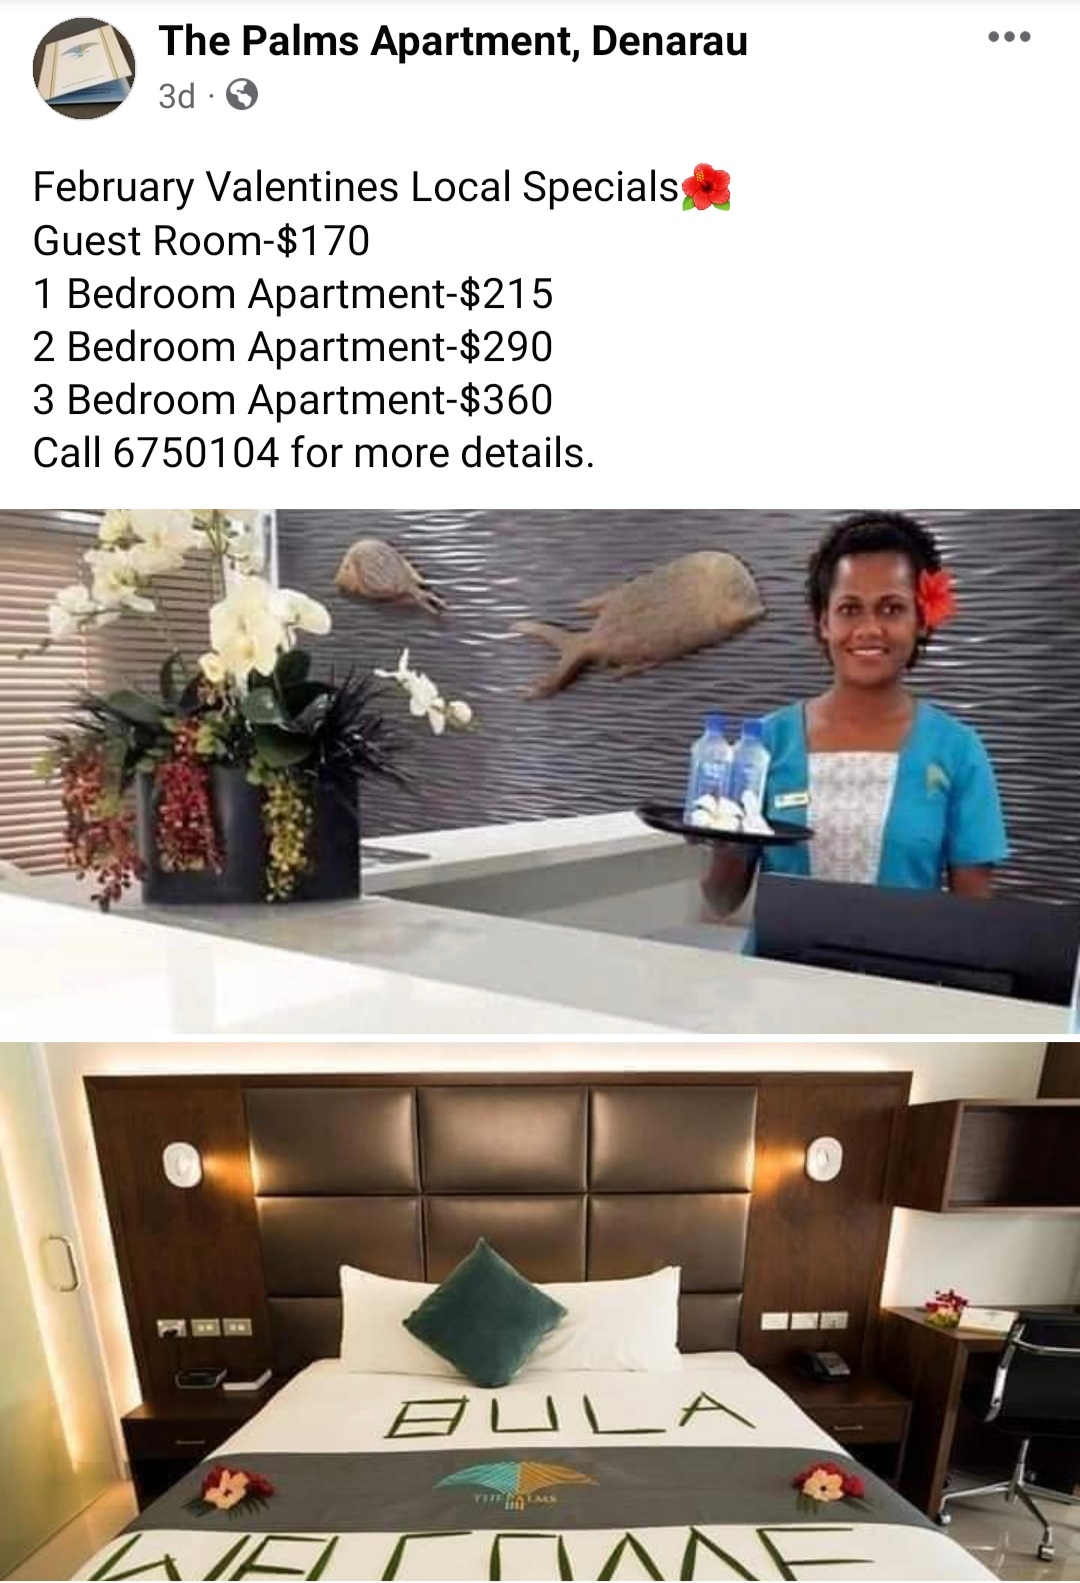 The Palms Apartment, Denarau
3d ·
February Valentines Local Specials🌺
Guest Room-$170
1 Bedroom Apartment-$215
2 Bedroom Apartment-$290
3 Bedroom Apartment-$360
Call 6750104 for more details.
BULA
THE PALMS
WELCOME